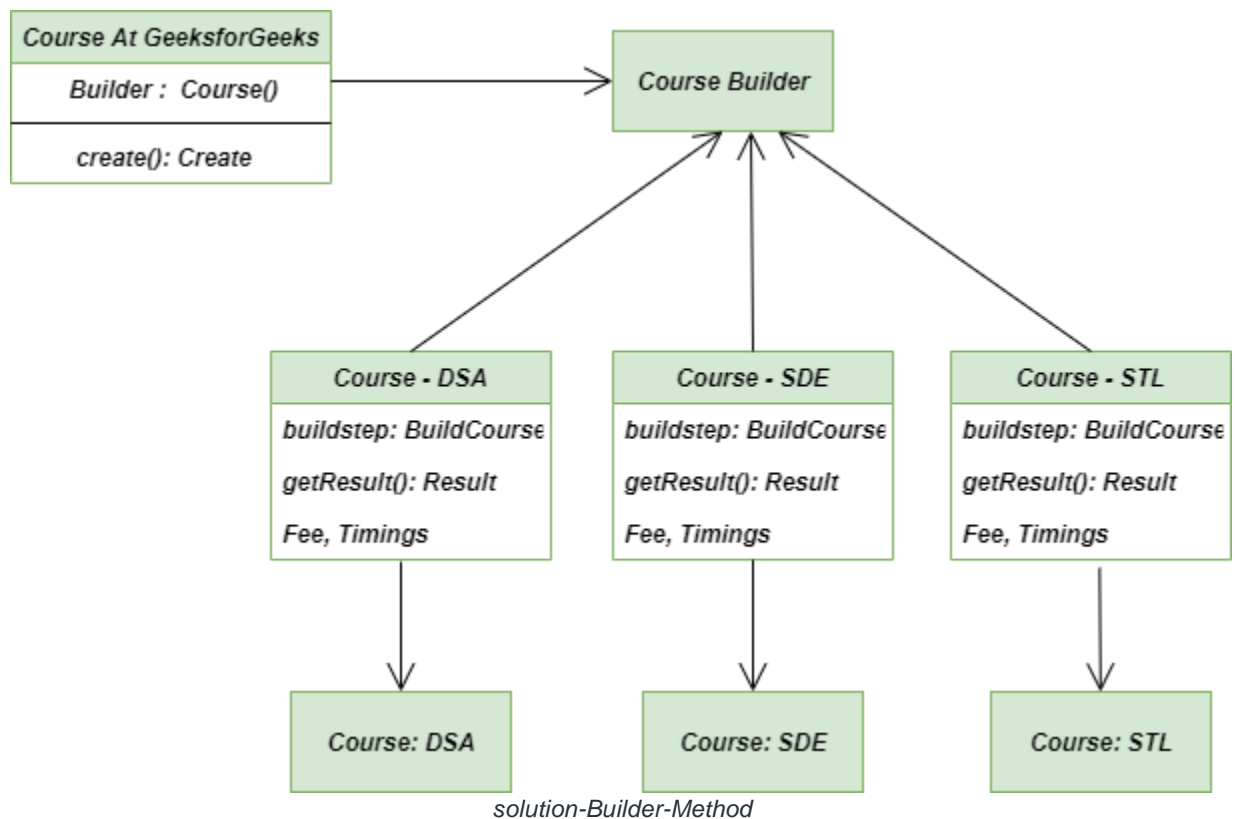 Course At GeeksforGeeks
Builder : Course()
create(): Create
Course Builder
Course - DSA
buildstep: BuildCourse
getResult(): Result
Fee, Timings
Course - SDE
buildstep: BuildCourse
getResult(): Result
Fee, Timings
Course - STL
buildstep: BuildCourse
getResult(): Result
Fee, Timings
Course: DSA
Course: SDE
Course: STL
solution-Builder-Method